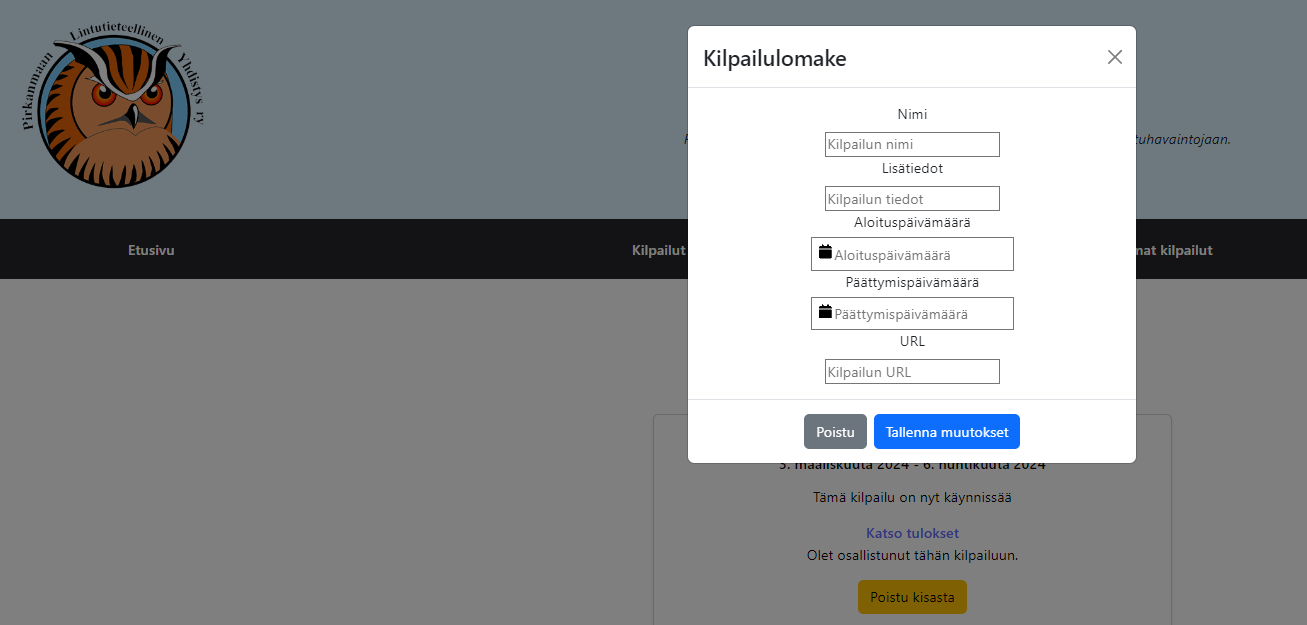 Pirkanmaan Lintutieteellinen Yhdistys ry
Kilpailulomake
Nimi
Kilpailun nimi
Lisätiedot
Kilpailun tiedot
Aloituspäivämäärä
Aloituspäivämäärä
Päättymispäivämäärä
Päättymispäivämäärä
URL
Kilpailun URL
Poistu
Tallenna muutokset
tuhavaintojaan.
Etusivu
Kilpailut
mat kilpailut
3. maaliskuuta 2024 - 6. huhtikuuta 2024
Tämä kilpailu on nyt käynnissä
Katso tulokset
Olet osallistunut tähän kilpailuun.
Poistu kisasta